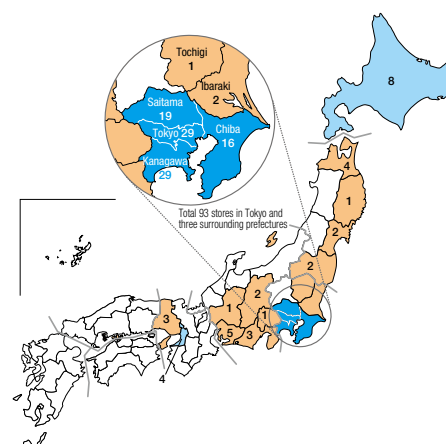 Tochigi
1
Ibaraki
2
Saitama
19
Tokyo 29
Chiba
16
Kanagawa
29
8
4
1
2
2
Total 93 stores in Tokyo and
three surrounding prefectures
2
1
1
5
3
3
4